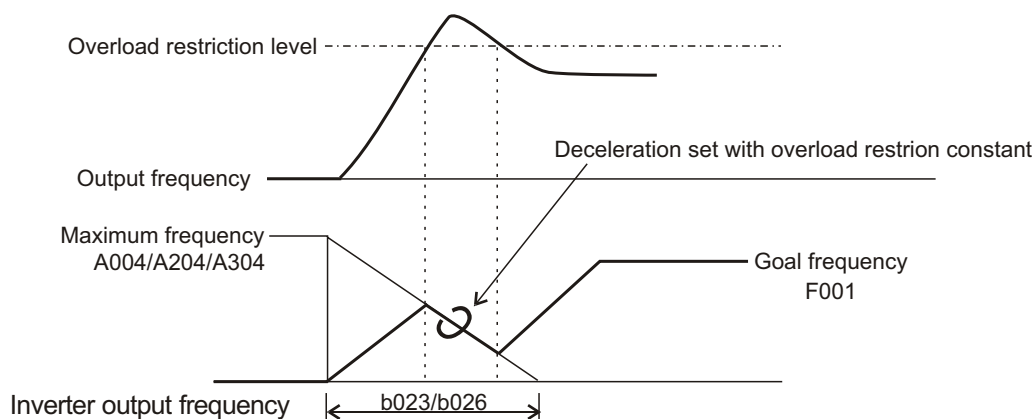 Overload restriction level
Deceleration set with overload restrion constant
Output frequency
Maximum frequency
A004/A204/A304
Goal frequency
F001
b023/b026
Inverter output frequency